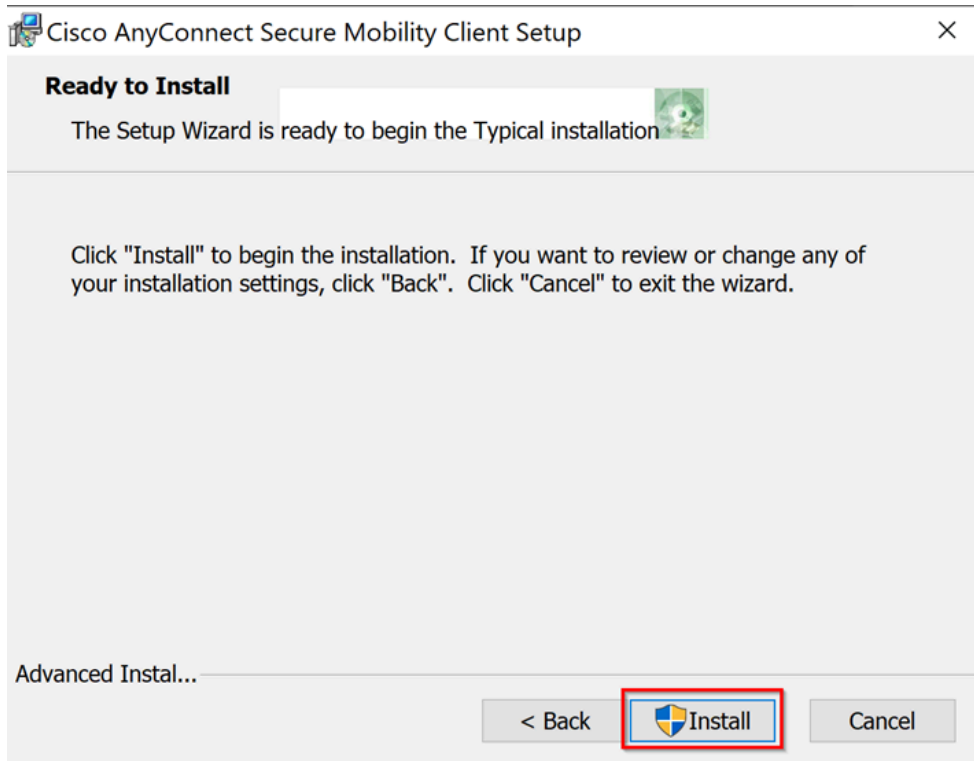 Cisco AnyConnect Secure Mobility Client Setup
Ready to Install
The Setup Wizard is ready to begin the Typical installation
Click "Install" to begin the installation.  If you want to review or change any of
your installation settings, click "Back".  Click "Cancel" to exit the wizard.
Advanced Instal...
< Back
Install
Cancel